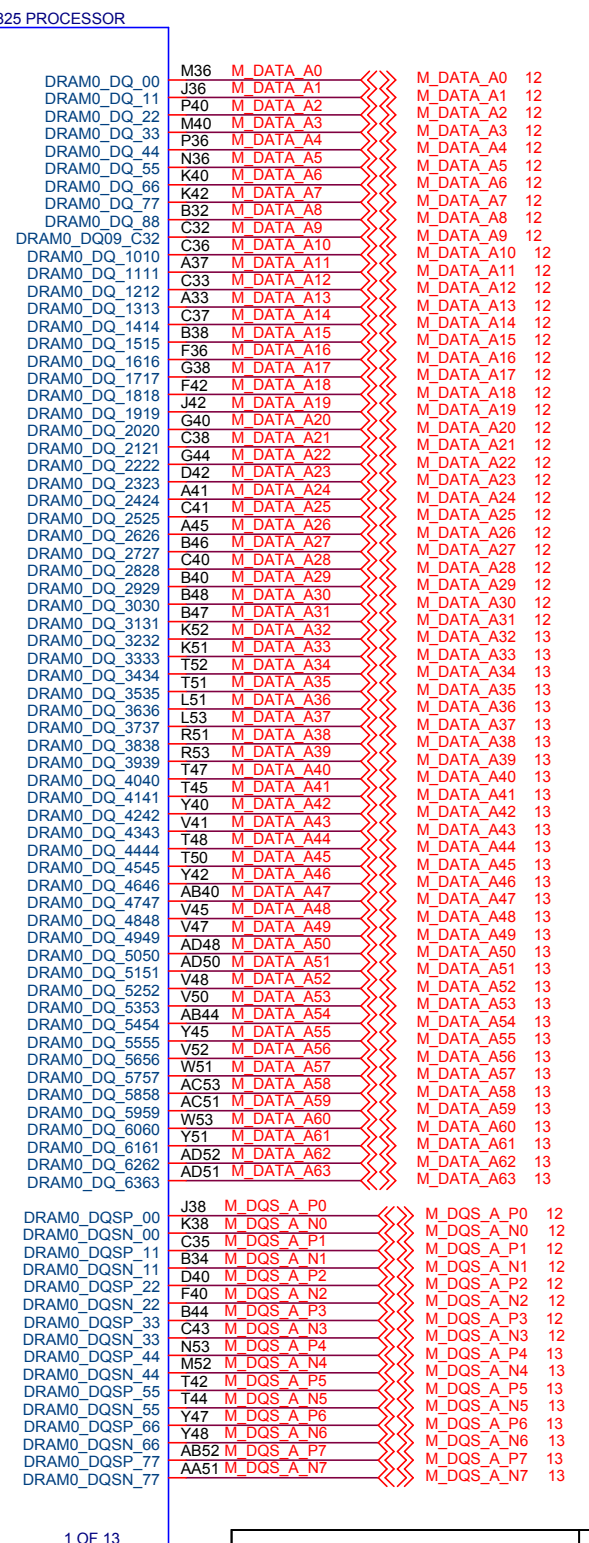 325 PROCESSOR
DRAM0_DQ_00 M36 M_DATA_A0 M_DATA_A0 12
DRAM0_DQ_11 J36 M_DATA_A1 M_DATA_A1 12
DRAM0_DQ_22 P40 M_DATA_A2 M_DATA_A2 12
DRAM0_DQ_33 M40 M_DATA_A3 M_DATA_A3 12
DRAM0_DQ_44 P36 M_DATA_A4 M_DATA_A4 12
DRAM0_DQ_55 N36 M_DATA_A5 M_DATA_A5 12
DRAM0_DQ_66 K40 M_DATA_A6 M_DATA_A6 12
DRAM0_DQ_77 K42 M_DATA_A7 M_DATA_A7 12
DRAM0_DQ_88 B32 M_DATA_A8 M_DATA_A8 12
DRAM0_DQ09_C32 C32 M_DATA_A9 M_DATA_A9 12
DRAM0_DQ_1010 C36 M_DATA_A10 M_DATA_A10 12
DRAM0_DQ_1111 A37 M_DATA_A11 M_DATA_A11 12
DRAM0_DQ_1212 C33 M_DATA_A12 M_DATA_A12 12
DRAM0_DQ_1313 A33 M_DATA_A13 M_DATA_A13 12
DRAM0_DQ_1414 C37 M_DATA_A14 M_DATA_A14 12
DRAM0_DQ_1515 B38 M_DATA_A15 M_DATA_A15 12
DRAM0_DQ_1616 F36 M_DATA_A16 M_DATA_A16 12
DRAM0_DQ_1717 G38 M_DATA_A17 M_DATA_A17 12
DRAM0_DQ_1818 F42 M_DATA_A18 M_DATA_A18 12
DRAM0_DQ_1919 J42 M_DATA_A19 M_DATA_A19 12
DRAM0_DQ_2020 G40 M_DATA_A20 M_DATA_A20 12
DRAM0_DQ_2121 C38 M_DATA_A21 M_DATA_A21 12
DRAM0_DQ_2222 G44 M_DATA_A22 M_DATA_A22 12
DRAM0_DQ_2323 D42 M_DATA_A23 M_DATA_A23 12
DRAM0_DQ_2424 A41 M_DATA_A24 M_DATA_A24 12
DRAM0_DQ_2525 C41 M_DATA_A25 M_DATA_A25 12
DRAM0_DQ_2626 A45 M_DATA_A26 M_DATA_A26 12
DRAM0_DQ_2727 B46 M_DATA_A27 M_DATA_A27 12
DRAM0_DQ_2828 C40 M_DATA_A28 M_DATA_A28 12
DRAM0_DQ_2929 B40 M_DATA_A29 M_DATA_A29 12
DRAM0_DQ_3030 B48 M_DATA_A30 M_DATA_A30 12
DRAM0_DQ_3131 B47 M_DATA_A31 M_DATA_A31 12
DRAM0_DQ_3232 K52 M_DATA_A32 M_DATA_A32 13
DRAM0_DQ_3333 K51 M_DATA_A33 M_DATA_A33 13
DRAM0_DQ_3434 T52 M_DATA_A34 M_DATA_A34 13
DRAM0_DQ_3535 T51 M_DATA_A35 M_DATA_A35 13
DRAM0_DQ_3636 L51 M_DATA_A36 M_DATA_A36 13
DRAM0_DQ_3737 L53 M_DATA_A37 M_DATA_A37 13
DRAM0_DQ_3838 R51 M_DATA_A38 M_DATA_A38 13
DRAM0_DQ_3939 R53 M_DATA_A39 M_DATA_A39 13
DRAM0_DQ_4040 T47 M_DATA_A40 M_DATA_A40 13
DRAM0_DQ_4141 T45 M_DATA_A41 M_DATA_A41 13
DRAM0_DQ_4242 Y40 M_DATA_A42 M_DATA_A42 13
DRAM0_DQ_4343 V41 M_DATA_A43 M_DATA_A43 13
DRAM0_DQ_4444 T48 M_DATA_A44 M_DATA_A44 13
DRAM0_DQ_4545 T50 M_DATA_A45 M_DATA_A45 13
DRAM0_DQ_4646 Y42 M_DATA_A46 M_DATA_A46 13
DRAM0_DQ_4747 AB40 M_DATA_A47 M_DATA_A47 13
DRAM0_DQ_4848 V45 M_DATA_A48 M_DATA_A48 13
DRAM0_DQ_4949 V47 M_DATA_A49 M_DATA_A49 13
DRAM0_DQ_5050 AD48 M_DATA_A50 M_DATA_A50 13
DRAM0_DQ_5151 AD50 M_DATA_A51 M_DATA_A51 13
DRAM0_DQ_5252 V48 M_DATA_A52 M_DATA_A52 13
DRAM0_DQ_5353 V50 M_DATA_A53 M_DATA_A53 13
DRAM0_DQ_5454 AB44 M_DATA_A54 M_DATA_A54 13
DRAM0_DQ_5555 Y45 M_DATA_A55 M_DATA_A55 13
DRAM0_DQ_5656 V52 M_DATA_A56 M_DATA_A56 13
DRAM0_DQ_5757 W51 M_DATA_A57 M_DATA_A57 13
DRAM0_DQ_5858 AC53 M_DATA_A58 M_DATA_A58 13
DRAM0_DQ_5959 AC51 M_DATA_A59 M_DATA_A59 13
DRAM0_DQ_6060 W53 M_DATA_A60 M_DATA_A60 13
DRAM0_DQ_6161 Y51 M_DATA_A61 M_DATA_A61 13
DRAM0_DQ_6262 AD52 M_DATA_A62 M_DATA_A62 13
DRAM0_DQ_6363 AD51 M_DATA_A63 M_DATA_A63 13
DRAM0_DQSP_00 J38 M_DQS_A_P0 M_DQS_A_P0 12
DRAM0_DQSN_00 K38 M_DQS_A_N0 M_DQS_A_N0 12
DRAM0_DQSP_11 C35 M_DQS_A_P1 M_DQS_A_P1 12
DRAM0_DQSN_11 B34 M_DQS_A_N1 M_DQS_A_N1 12
DRAM0_DQSP_22 D40 M_DQS_A_P2 M_DQS_A_P2 12
DRAM0_DQSN_22 F40 M_DQS_A_N2 M_DQS_A_N2 12
DRAM0_DQSP_33 B44 M_DQS_A_P3 M_DQS_A_P3 12
DRAM0_DQSN_33 C43 M_DQS_A_N3 M_DQS_A_N3 12
DRAM0_DQSP_44 N53 M_DQS_A_P4 M_DQS_A_P4 13
DRAM0_DQSN_44 M52 M_DQS_A_N4 M_DQS_A_N4 13
DRAM0_DQSP_55 T42 M_DQS_A_P5 M_DQS_A_P5 13
DRAM0_DQSN_55 T44 M_DQS_A_N5 M_DQS_A_N5 13
DRAM0_DQSP_66 Y47 M_DQS_A_P6 M_DQS_A_P6 13
DRAM0_DQSN_66 Y48 M_DQS_A_N6 M_DQS_A_N6 13
DRAM0_DQSP_77 AB52 M_DQS_A_P7 M_DQS_A_P7 13
DRAM0_DQSN_77 AA51 M_DQS_A_N7 M_DQS_A_N7 13
1 OF 13